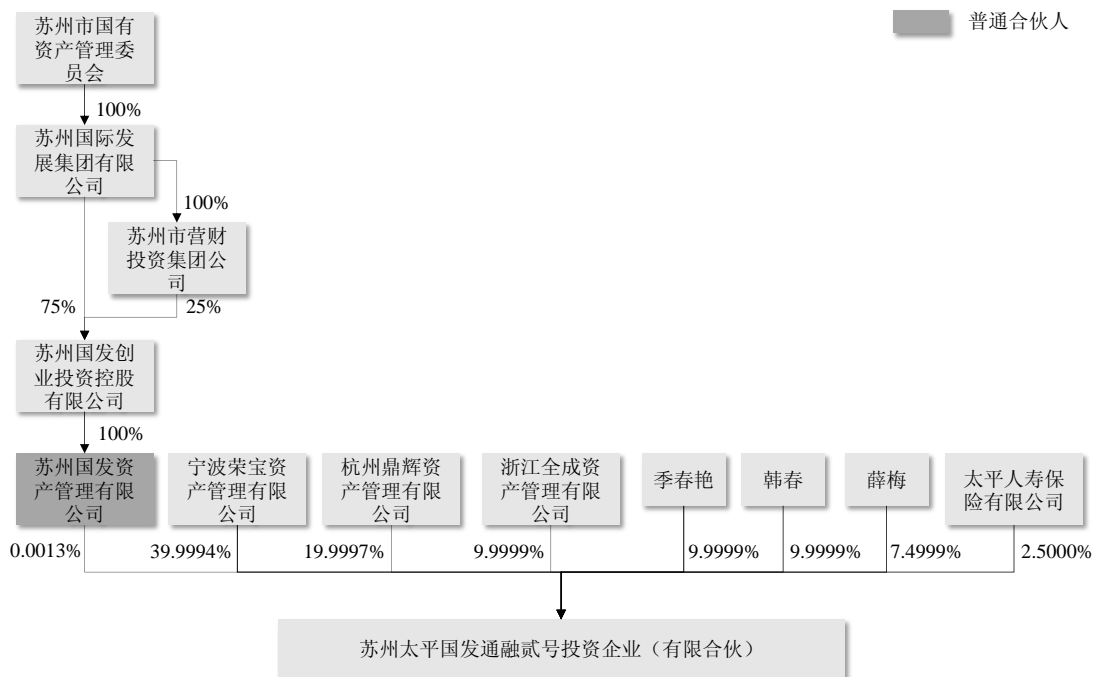 苏州市国有
资产管理委
员会
普通合伙人
100%
苏州国际发
展集团有限
公司
100%
苏州市营财
投资集团公
司
75%
25%
苏州国发创
业投资控股
有限公司
100%
苏州国发资
产管理有限
公司
宁波荣宝资
产管理有限
公司
杭州鼎辉资
产管理有限
公司
浙江全成资
产管理有限
公司
季春艳
韩春
薛梅
太平人寿保
险有限公司
0.0013%
39.9994%
19.9997%
9.9999%
9.9999%
9.9999%
7.4999%
2.5000%
苏州太平国发通融贰号投资企业（有限合伙）